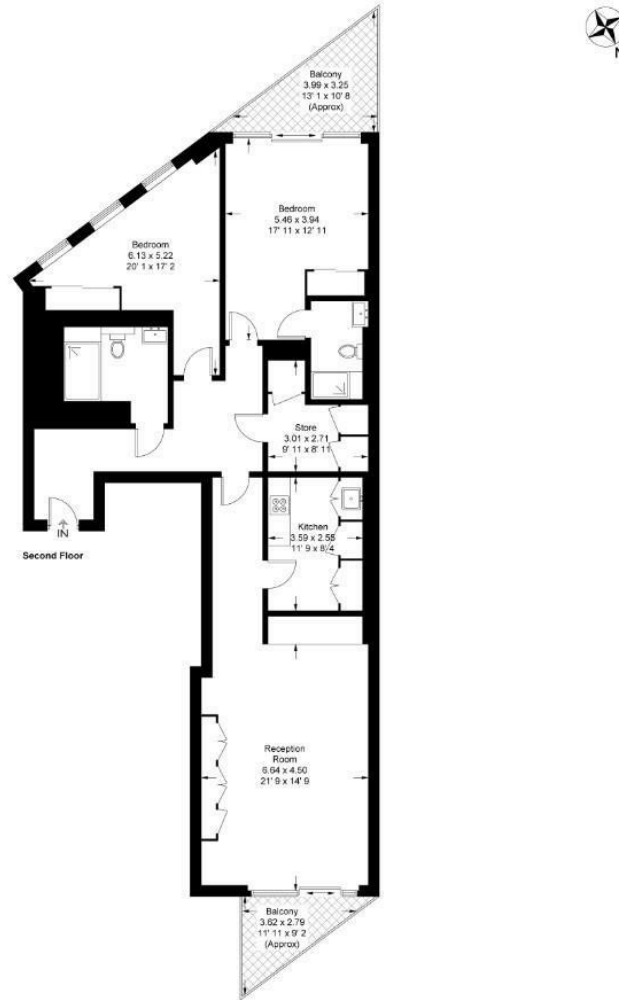 N
Balcony
3.99 x 3.25
13' 1 x 10' 8
(Approx)
Bedroom
5.46 x 3.94
17' 11 x 12' 11
Bedroom
6.13 x 5.22
20' 1 x 17' 2
Store
3.01 x 2.71
9' 11 x 8' 11
Kitchen
3.59 x 2.55
11' 9 x 8' 4
IN
Second Floor
Reception
Room
6.64 x 4.50
21' 9 x 14' 9
Balcony
3.62 x 2.79
11' 11 x 9' 2
(Approx)